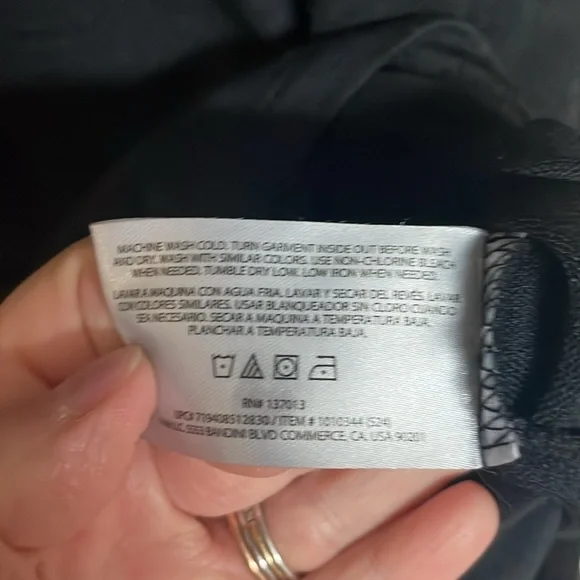 MACHINE WASH COLD. TURN GARMENT INSIDE OUT BEFORE WASH
AND DRY. WASH WITH SIMILAR COLORS. USE NON-CHLORINE BLEACH
WHEN NEEDED. TUMBLE DRY LOW. LOW IRON WHEN NEEDED.
LAVAR A MAQUINA CON AGUA FRIA. LAVAR Y SECAR DEL REVÉS. LAVAR
CON COLORES SIMILARES. USAR BLANQUEADOR SIN CLORO CUANDO
SEA NECESARIO. SECAR A MAQUINA A TEMPERATURA BAJA.
PLANCHAR A TEMPERATURA BAJA.
RN# 137013
UPC# 719408512830 / ITEM # 1010344 (S24)
5553 BANDINI BLVD COMMERCE, CA. USA 90201